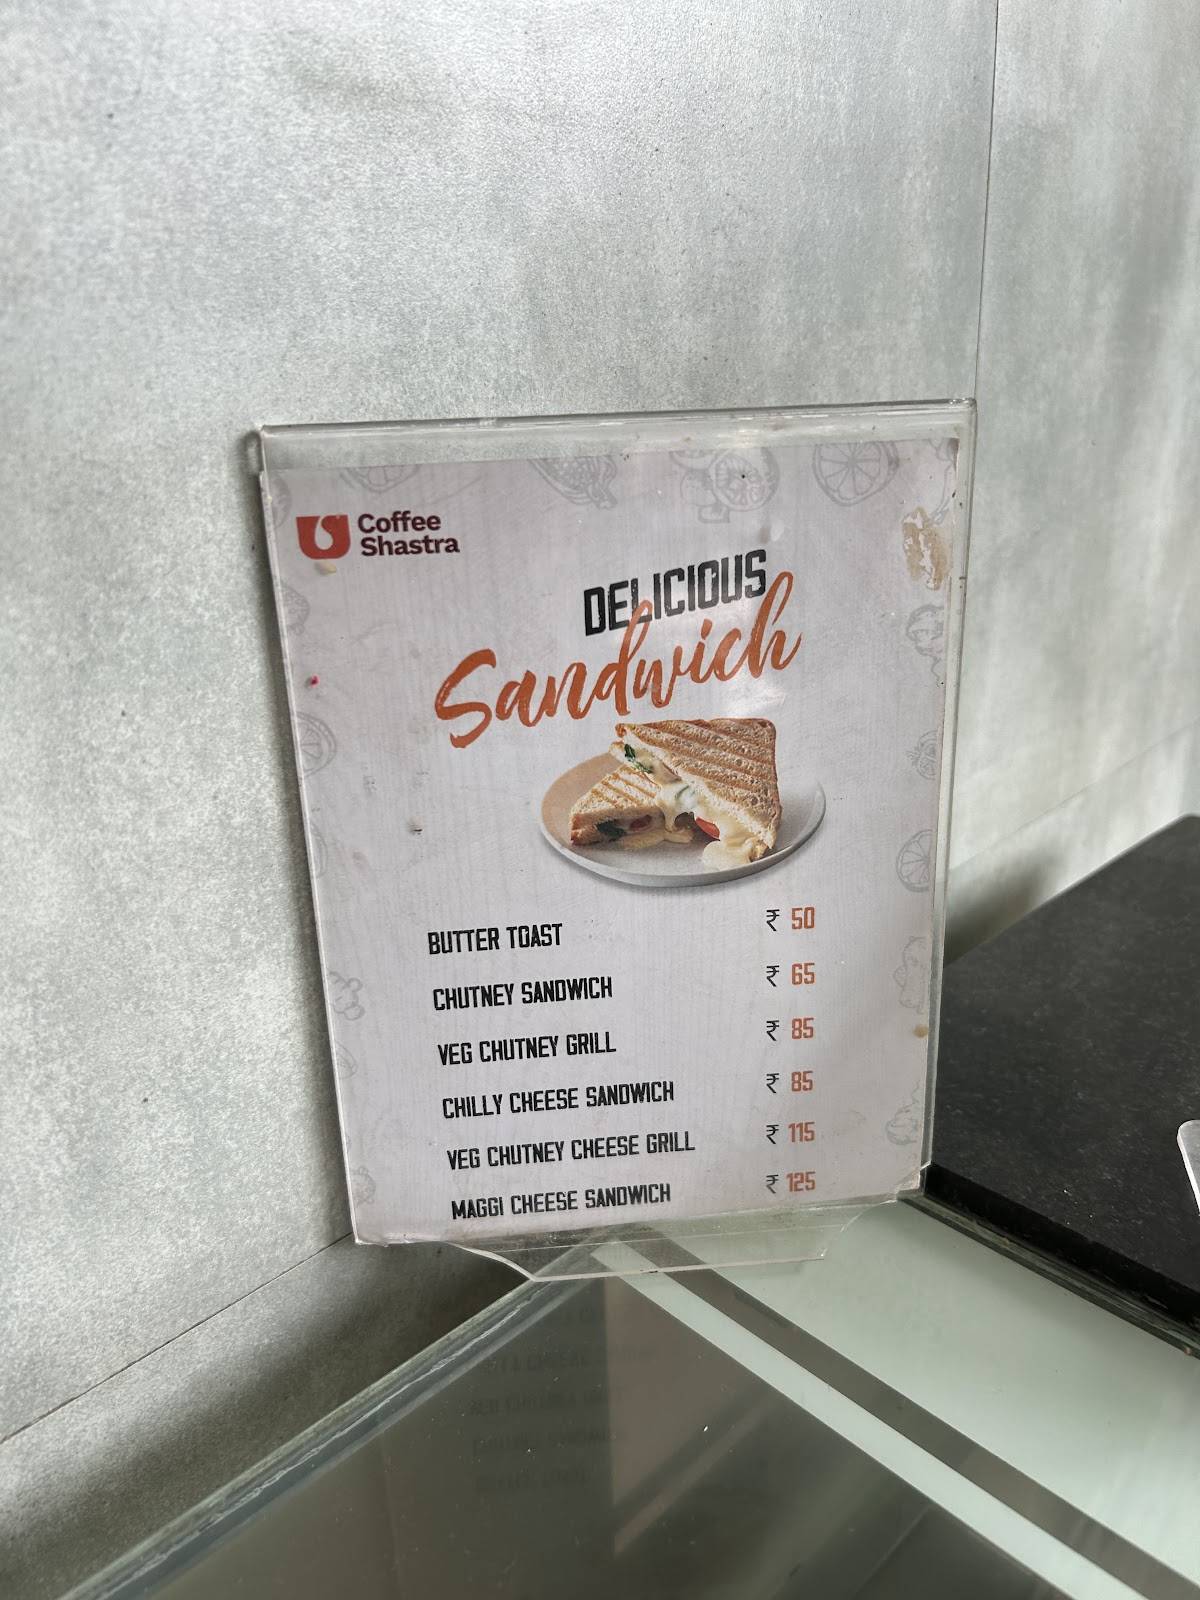 Coffee
Shastra
DELICIOUS
Sandwich
BUTTER TOAST ₹ 50
CHUTNEY SANDWICH ₹ 65
VEG CHUTNEY GRILL ₹ 85
CHILLY CHEESE SANDWICH ₹ 85
VEG CHUTNEY CHEESE GRILL ₹ 115
MAGGI CHEESE SANDWICH ₹ 125